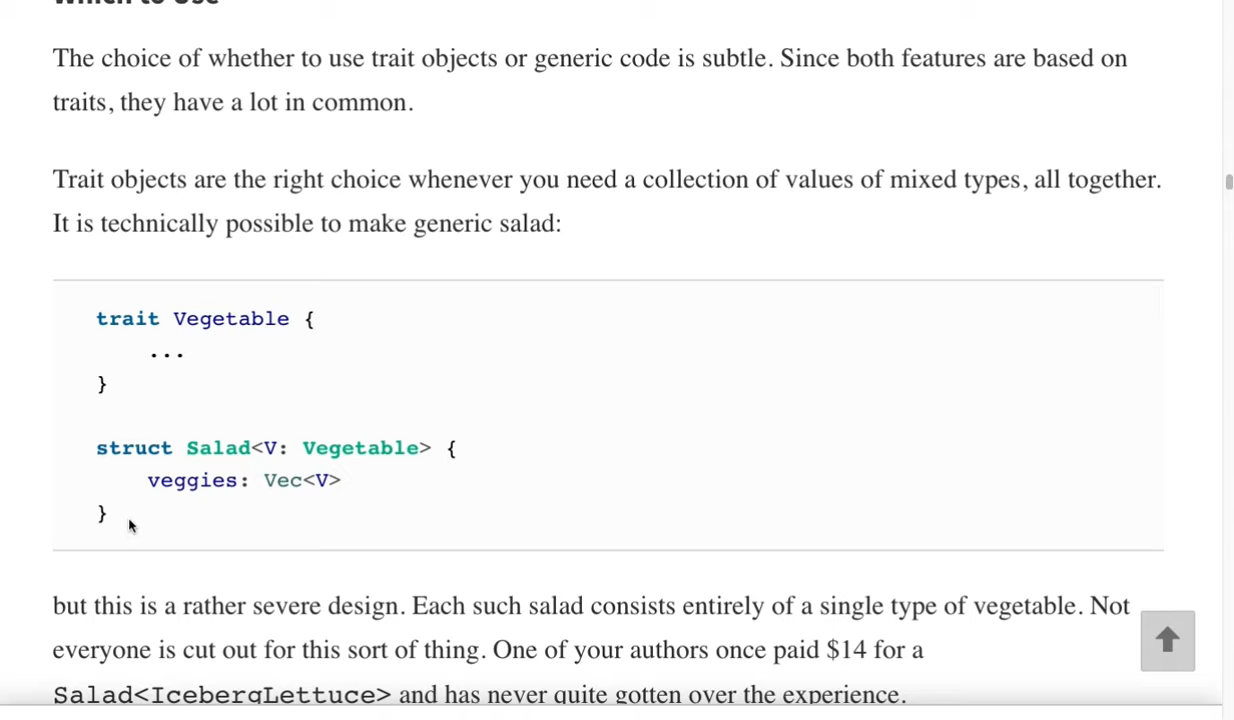 Which to Use
The choice of whether to use trait objects or generic code is subtle. Since both features are based on
traits, they have a lot in common.
Trait objects are the right choice whenever you need a collection of values of mixed types, all together.
It is technically possible to make generic salad:
trait Vegetable {
...
}
struct Salad<V: Vegetable> {
veggies: Vec<V>
}
but this is a rather severe design. Each such salad consists entirely of a single type of vegetable. Not
everyone is cut out for this sort of thing. One of your authors once paid $14 for a
Salad<IcebergLettuce> and has never quite gotten over the experience.